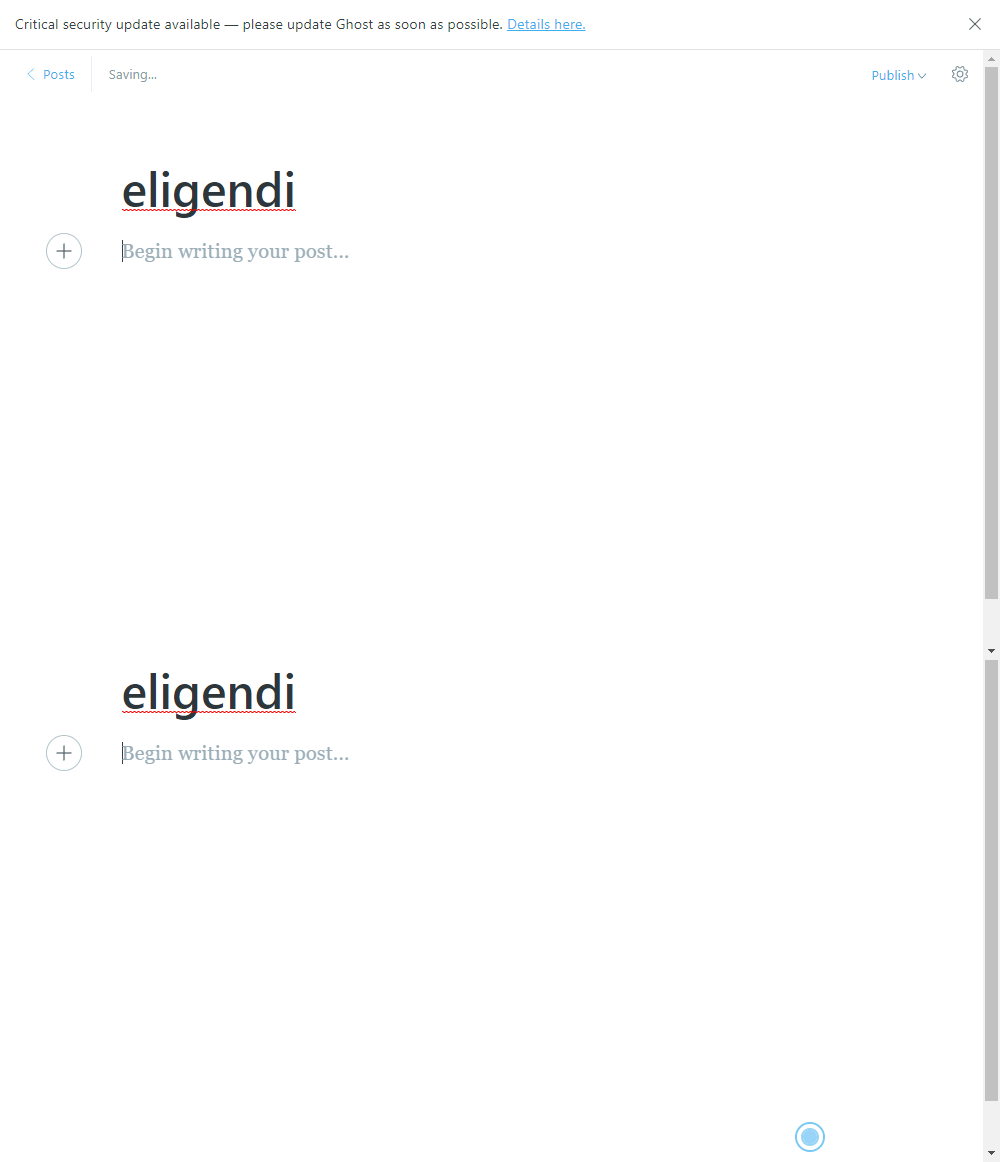 Critical security update available — please update Ghost as soon as possible. Details here.
Posts
Saving...
Publish
eligendi
Begin writing your post...
eligendi
Begin writing your post...